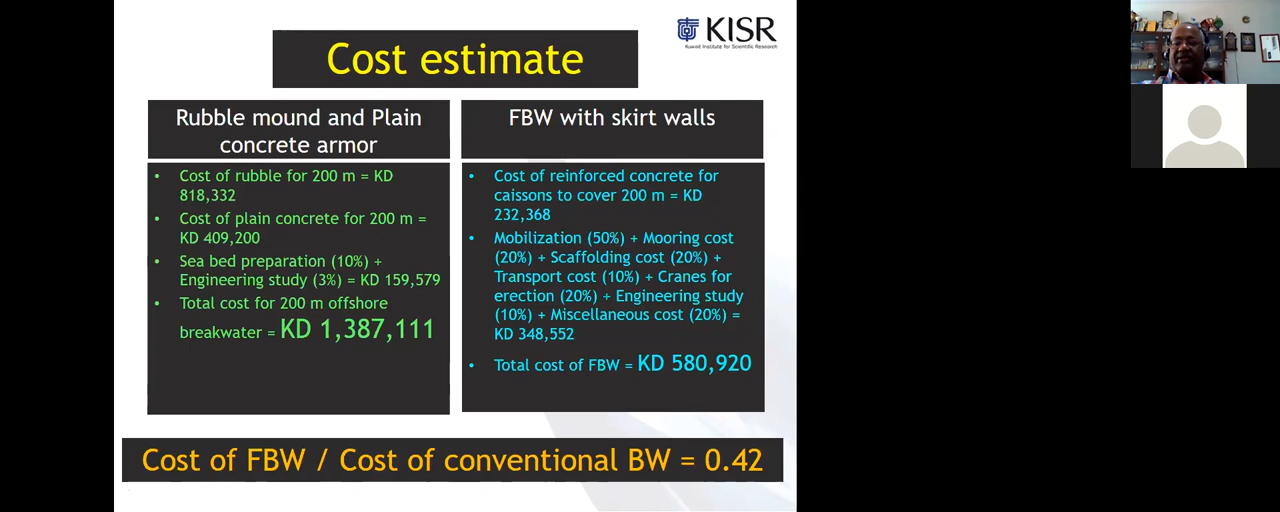 KISR
Kuwait Institute for Scientific Research
Cost estimate
Rubble mound and Plain
concrete armor
• Cost of rubble for 200 m = KD
818,332
• Cost of plain concrete for 200 m =
KD 409,200
• Sea bed preparation (10%) +
Engineering study (3%) = KD 159,579
• Total cost for 200 m offshore
breakwater = KD 1,387,111
FBW with skirt walls
• Cost of reinforced concrete for
caissons to cover 200 m = KD
232,368
• Mobilization (50%) + Mooring cost
(20%) + Scaffolding cost (20%) +
Transport cost (10%) + Cranes for
erection (20%) + Engineering study
(10%) + Miscellaneous cost (20%) =
KD 348,552
• Total cost of FBW = KD 580,920
Cost of FBW / Cost of conventional BW = 0.42